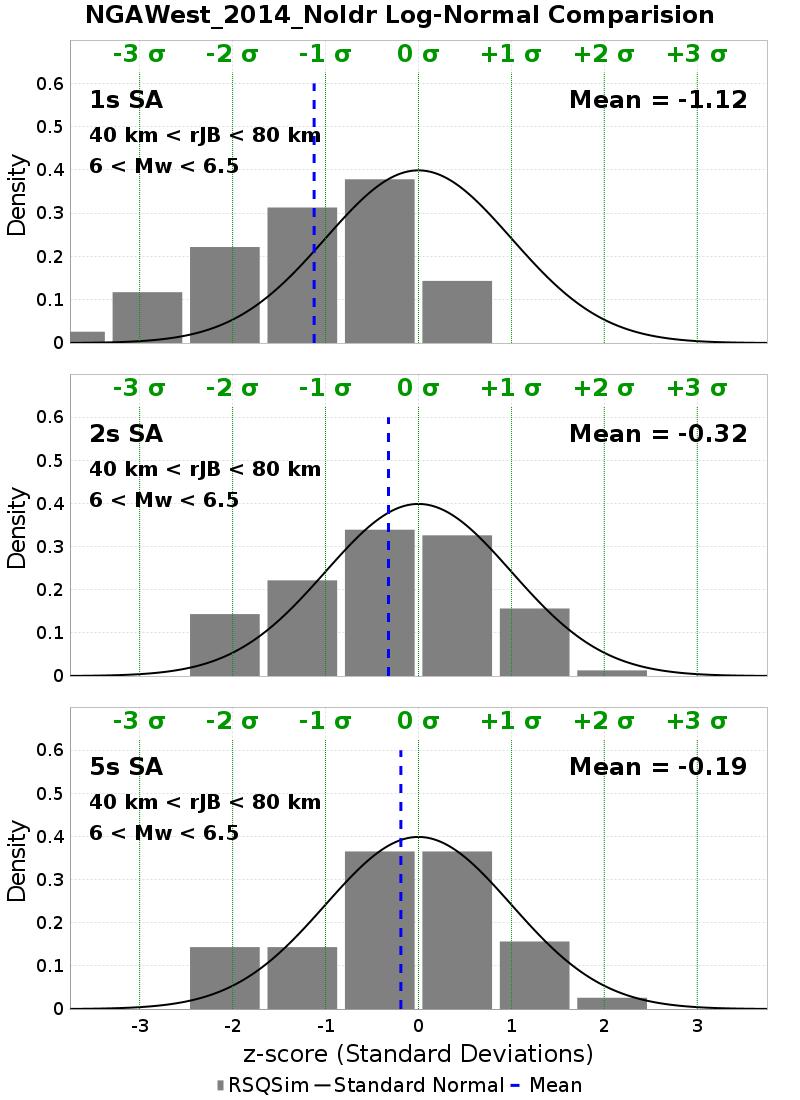 NGAWest_2014_NoIdr Log-Normal Comparision
-3 σ -2 σ -1 σ 0 σ +1 σ +2 σ +3 σ
0.6
1s SA
Mean = -1.12
0.5
40 km < rJB < 80 km
6 < Mw < 6.5
0.4
0.3
0.2
0.1
0
Density
-3 σ -2 σ -1 σ 0 σ +1 σ +2 σ +3 σ
0.6
2s SA
Mean = -0.32
0.5
40 km < rJB < 80 km
6 < Mw < 6.5
0.4
0.3
0.2
0.1
0
Density
-3 σ -2 σ -1 σ 0 σ +1 σ +2 σ +3 σ
0.6
5s SA
Mean = -0.19
0.5
40 km < rJB < 80 km
6 < Mw < 6.5
0.4
0.3
0.2
0.1
0
Density
-3 -2 -1 0 1 2 3
z-score (Standard Deviations)
RSQSim Standard Normal Mean